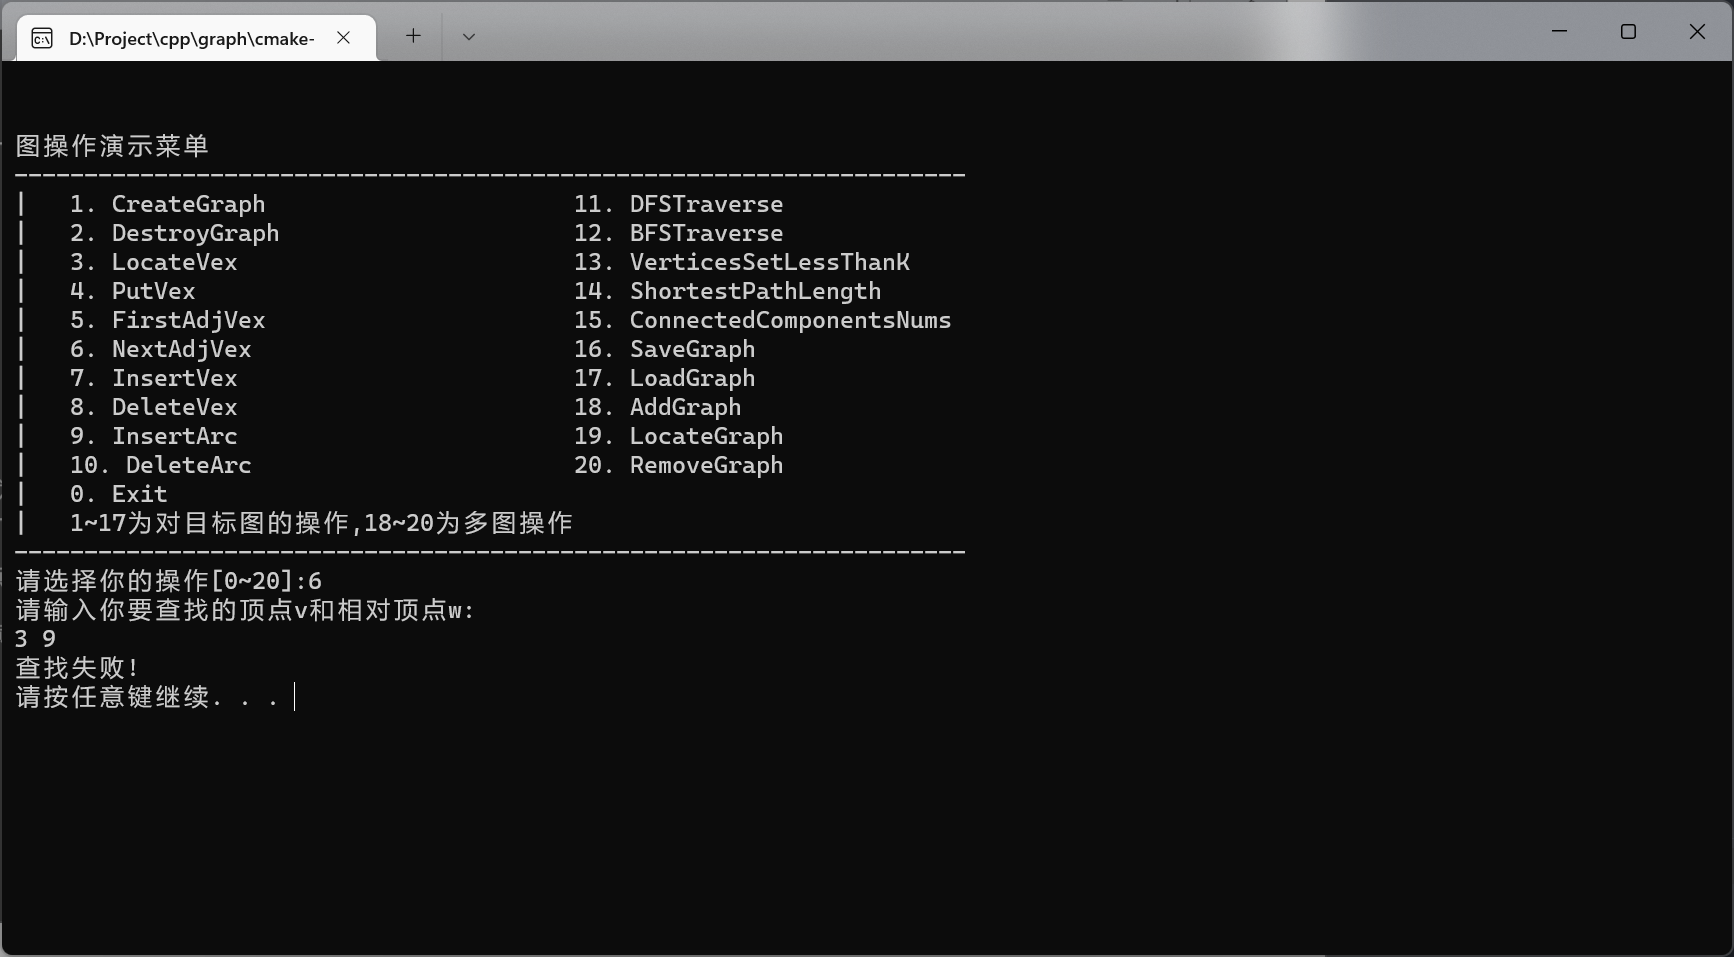 D:\Project\cpp\graph\cmake-
图操作演示菜单
--------------------------------------------------------------------
|   1. CreateGraph                      11. DFSTraverse
|   2. DestroyGraph                     12. BFSTraverse
|   3. LocateVex                        13. VerticesSetLessThanK
|   4. PutVex                           14. ShortestPathLength
|   5. FirstAdjVex                      15. ConnectedComponentsNums
|   6. NextAdjVex                       16. SaveGraph
|   7. InsertVex                        17. LoadGraph
|   8. DeleteVex                        18. AddGraph
|   9. InsertArc                        19. LocateGraph
|   10. DeleteArc                       20. RemoveGraph
|   0. Exit
|   1~17为对目标图的操作,18~20为多图操作
--------------------------------------------------------------------
请选择你的操作[0~20]:6
请输入你要查找的顶点v和相对顶点w:
3 9
查找失败!
请按任意键继续. . .